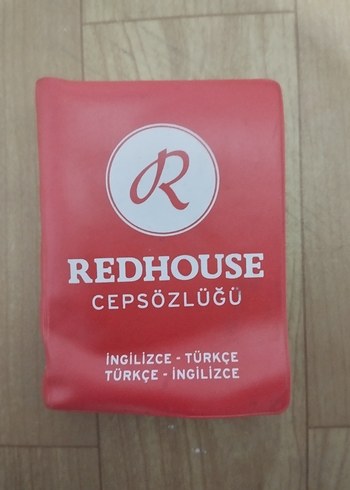 R
REDHOUSE
CEPSÖZLÜĞÜ
İNGİLİZCE - TÜRKÇE
TÜRKÇE - İNGİLİZCE